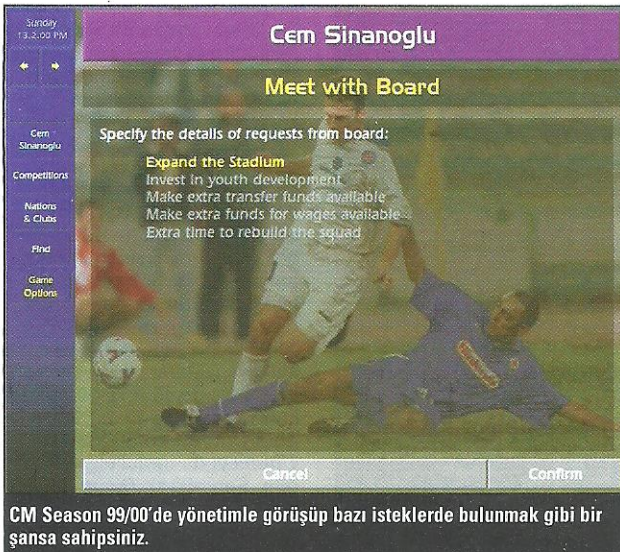 Sunday
13.2.00 PM
Cem Sinanoglu
Meet with Board
Cem
Sinanoglu
Competitions
Nations
& Clubs
Find
Game
Options
Specify the details of requests from board:
Expand the Stadium
Invest in youth development
Make extra transfer funds available
Make extra funds for wages available
Extra time to rebuild the squad
Cancel
Confirm
CM Season 99/00'de yönetimle görüşüp bazı isteklerde bulunmak gibi bir
şansa sahipsiniz.